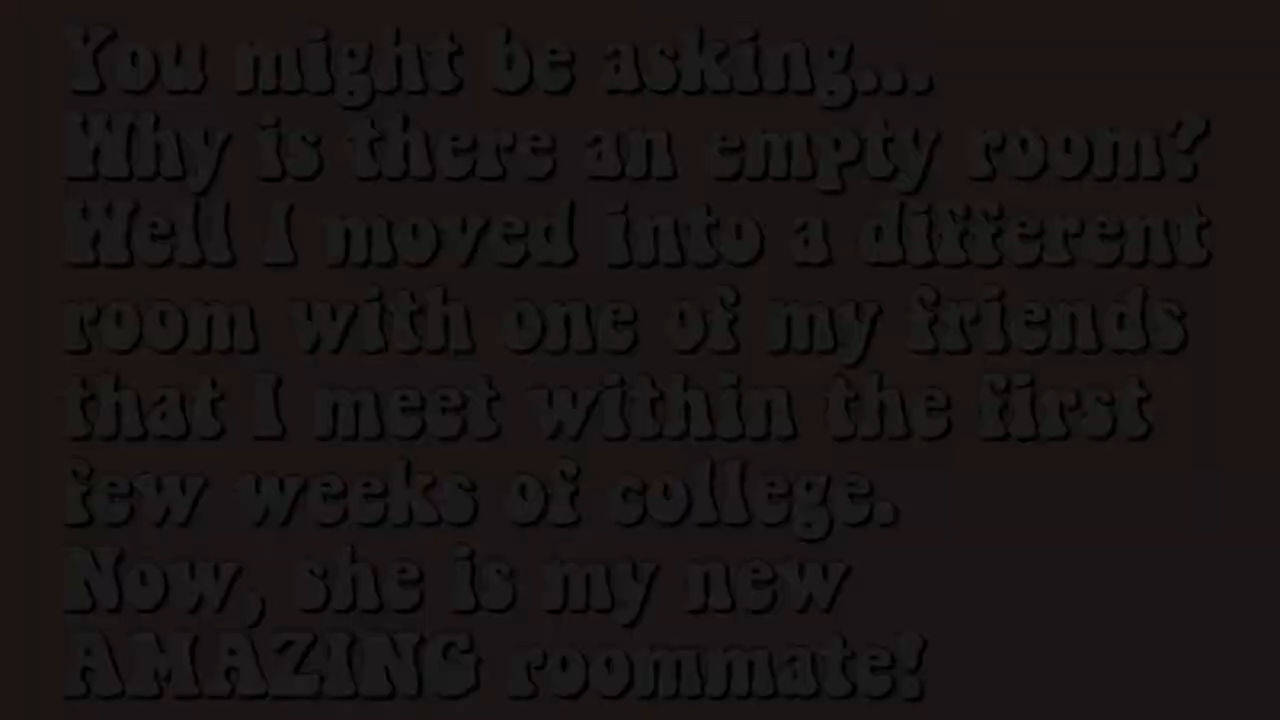 You might be asking...
Why is there an empty room?
Well I moved into a different
room with one of my friends
that I meet within the first
few weeks of college.
Now, she is my new
AMAZING roommate!